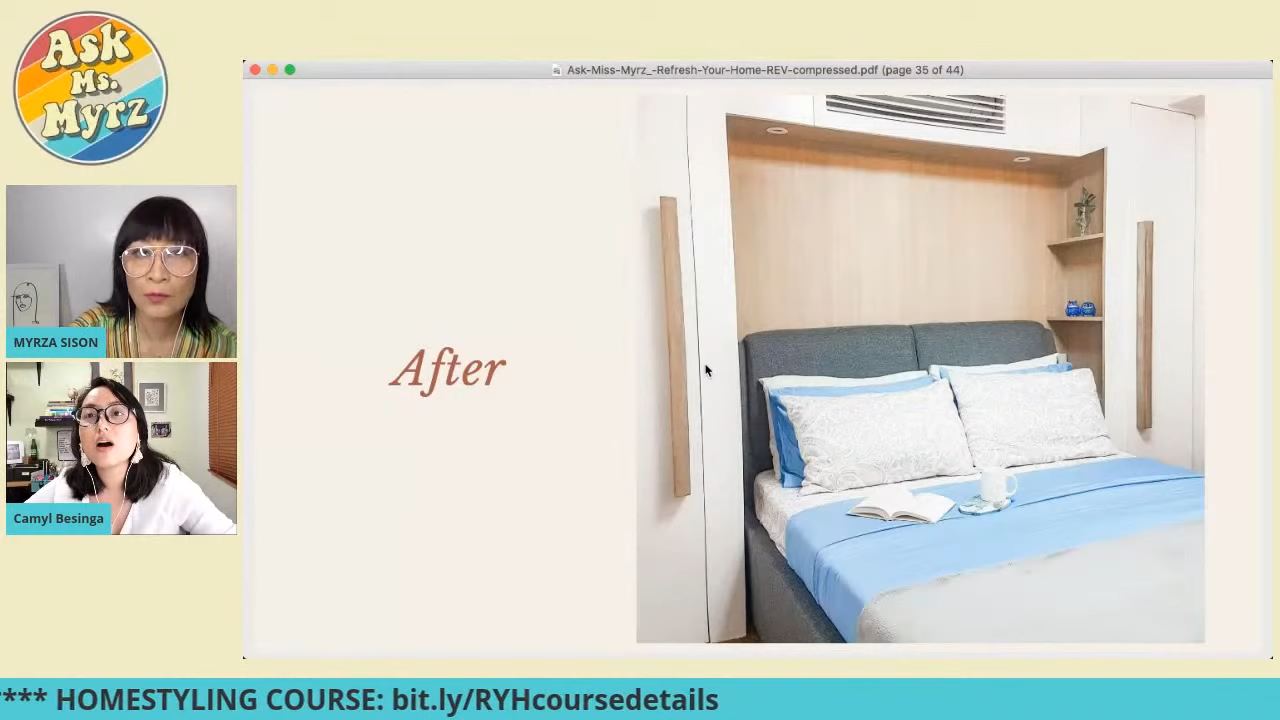 Ask
Ms.
Myrz
Ask-Miss-Myrz_-Refresh-Your-Home-REV-compressed.pdf (page 35 of 44)
MYRZA SISON
After
Camyl Besinga
*** HOMESTYLING COURSE: bit.ly/RYHcoursedetails